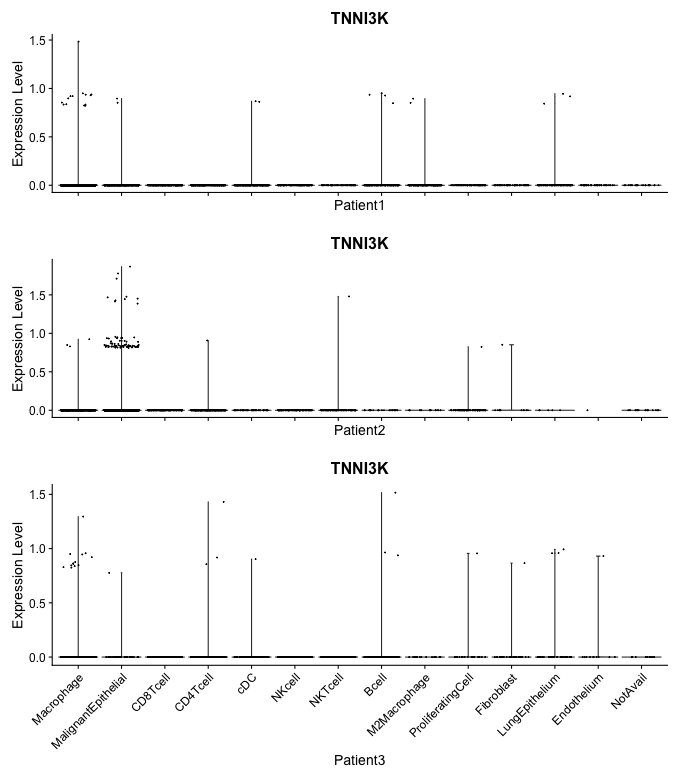 TNNI3K
Expression Level
1.5
1.0
0.5
0.0
Patient1
TNNI3K
Expression Level
1.5
1.0
0.5
0.0
Patient2
TNNI3K
Expression Level
1.5
1.0
0.5
0.0
Macrophage
MalignantEpithelial
CD8Tcell
CD4Tcell
cDC
NKcell
NKTcell
Bcell
M2Macrophage
ProliferatingCell
Fibroblast
LungEpithelium
Endothelium
NotAvail
Patient3